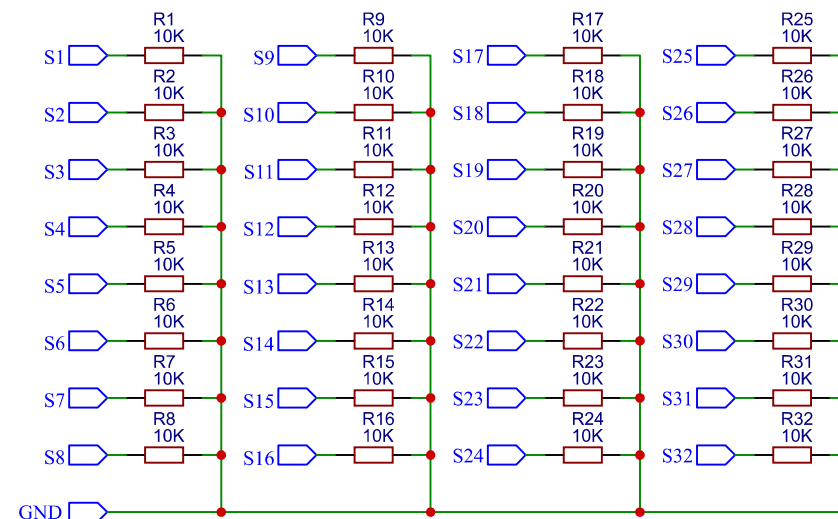 R1 R9 R17 R25
10K 10K 10K 10K
S1 S9 S17 S25
R2 R10 R18 R26
10K 10K 10K 10K
S2 S10 S18 S26
R3 R11 R19 R27
10K 10K 10K 10K
S3 S11 S19 S27
R4 R12 R20 R28
10K 10K 10K 10K
S4 S12 S20 S28
R5 R13 R21 R29
10K 10K 10K 10K
S5 S13 S21 S29
R6 R14 R22 R30
10K 10K 10K 10K
S6 S14 S22 S30
R7 R15 R23 R31
10K 10K 10K 10K
S7 S15 S23 S31
R8 R16 R24 R32
10K 10K 10K 10K
S8 S16 S24 S32
GND